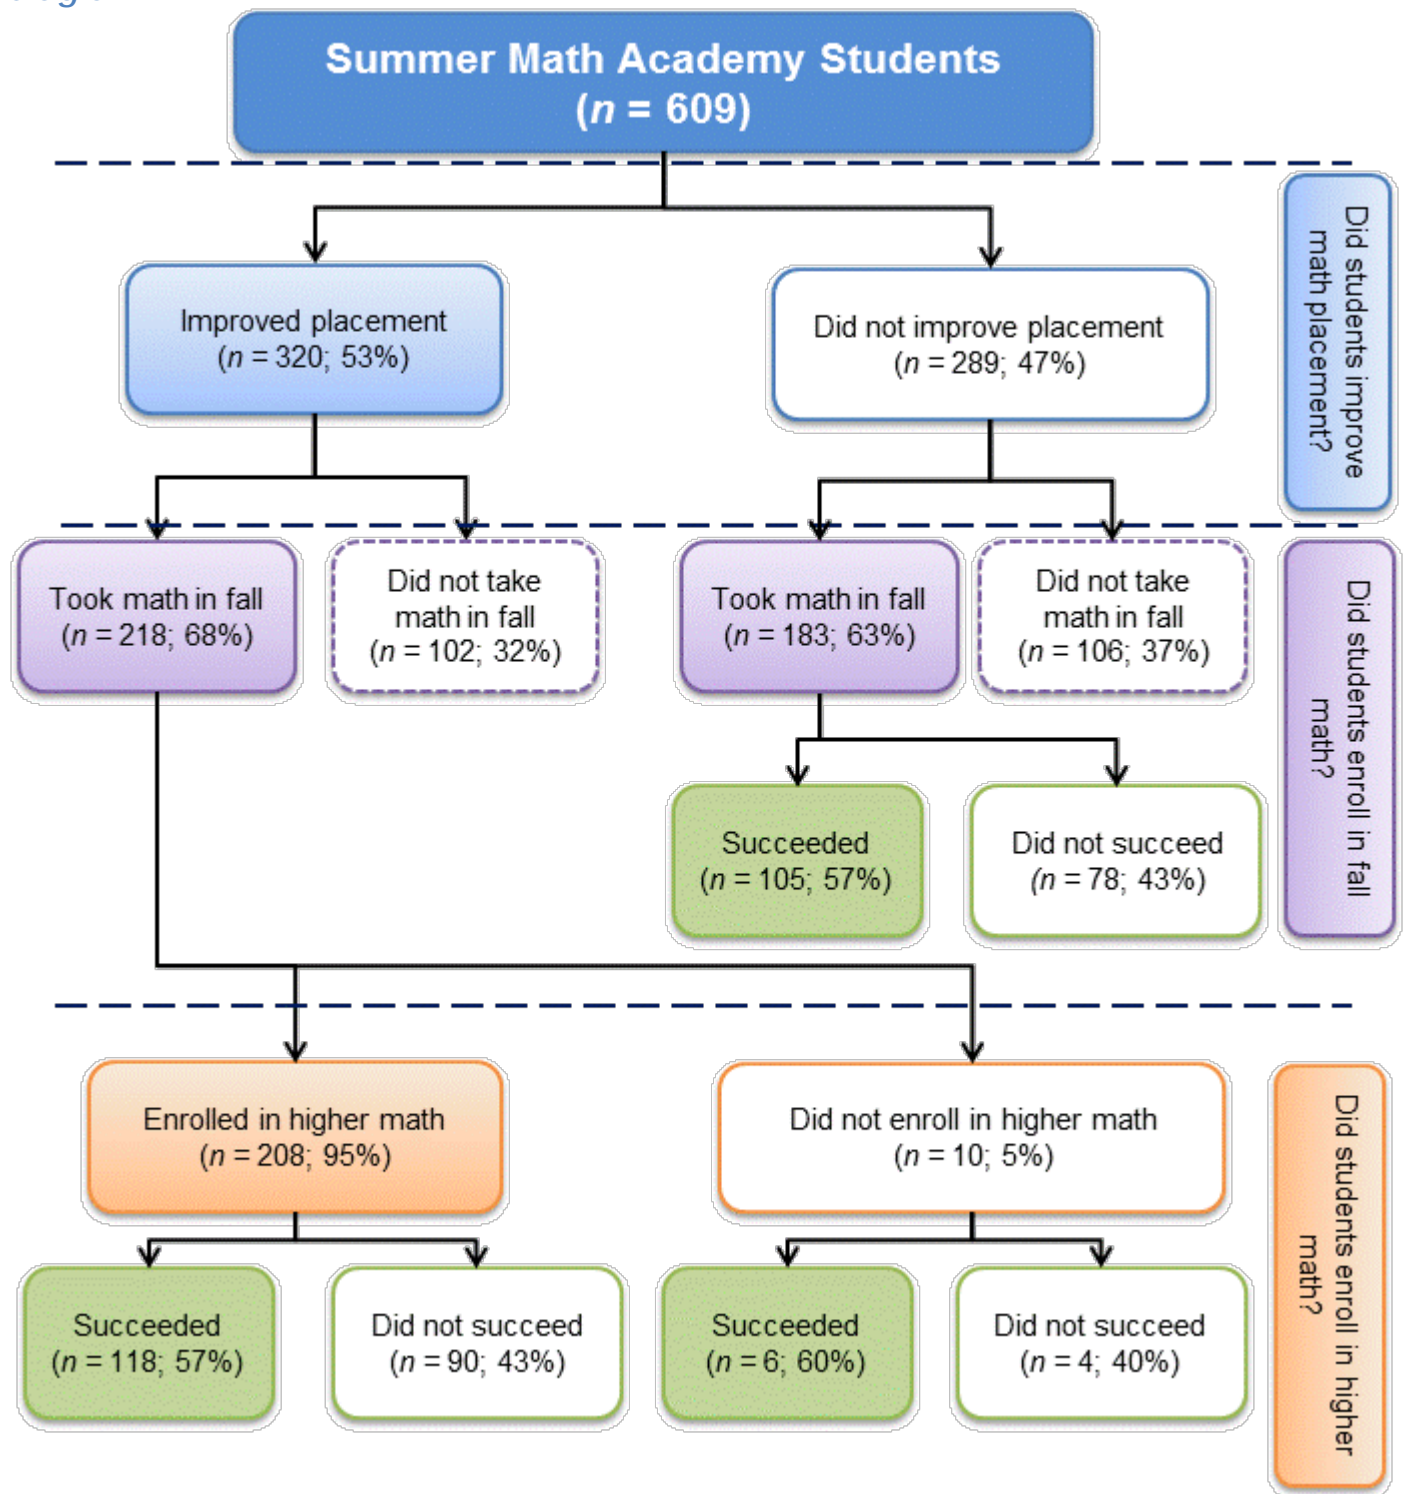 Summer Math Academy Students
(n = 609)
Did students improve
math placement?
Improved placement
(n = 320; 53%)
Did not improve placement
(n = 289; 47%)
Took math in fall
(n = 218; 68%)
Did not take
math in fall
(n = 102; 32%)
Took math in fall
(n = 183; 63%)
Did not take
math in fall
(n = 106; 37%)
Did students enroll in fall
math?
Succeeded
(n = 105; 57%)
Did not succeed
(n = 78; 43%)
Enrolled in higher math
(n = 208; 95%)
Did not enroll in higher math
(n = 10; 5%)
Did students enroll in higher
math?
Succeeded
(n = 118; 57%)
Did not succeed
(n = 90; 43%)
Succeeded
(n = 6; 60%)
Did not succeed
(n = 4; 40%)